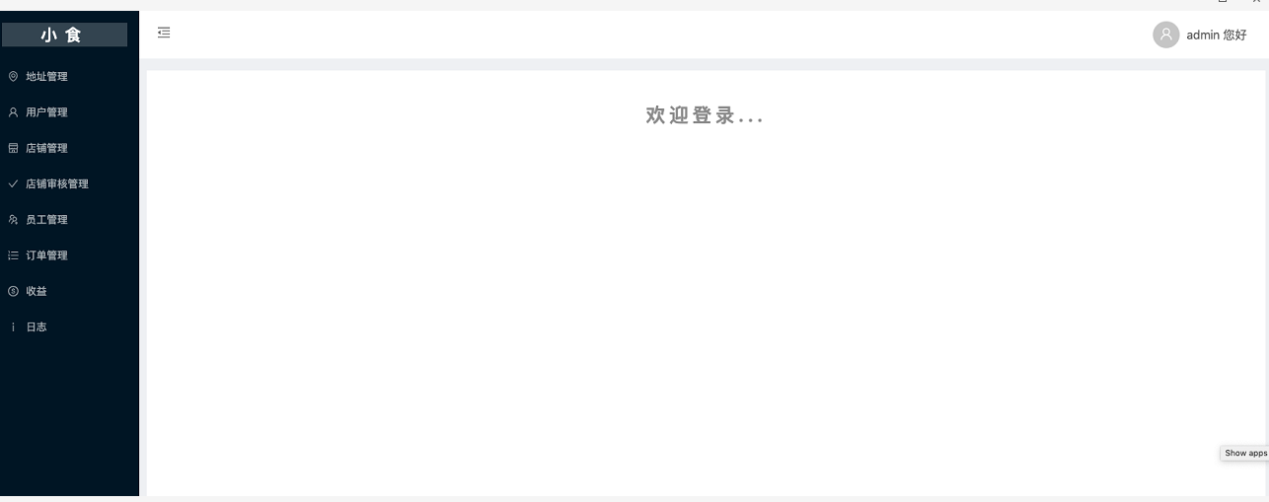 小食
admin 您好
地址管理
用户管理
店铺管理
店铺审核管理
员工管理
订单管理
收益
日志
欢迎登录...
Show apps